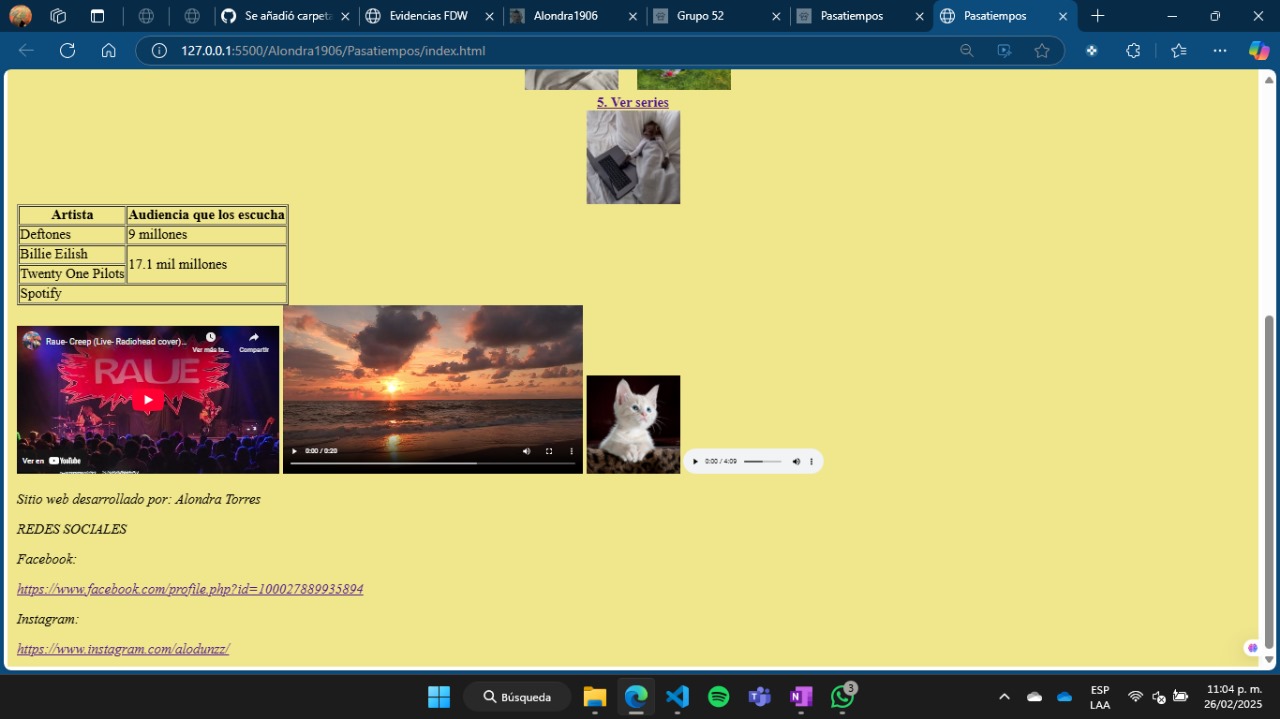 Se añadió carpeta
Evidencias FDW
Alondra1906
Grupo 52
Pasatiempos
Pasatiempos
127.0.0.1:5500/Alondra1906/Pasatiempos/index.html
5. Ver series
Artista Audiencia que los escucha
Deftones 9 millones
Billie Eilish
17.1 mil millones
Twenty One Pilots
Spotify
Raue- Creep (Live- Radiohead cover)...
Ver más ta... Compartir
RAUE
Ver en YouTube
0:00 / 0:20
0:00 / 4:09
Sitio web desarrollado por: Alondra Torres
REDES SOCIALES
Facebook:
https://www.facebook.com/profile.php?id=100027889935894
Instagram:
https://www.instagram.com/alodunzz/
Búsqueda
3
ESP
LAA
11:04 p. m.
26/02/2025